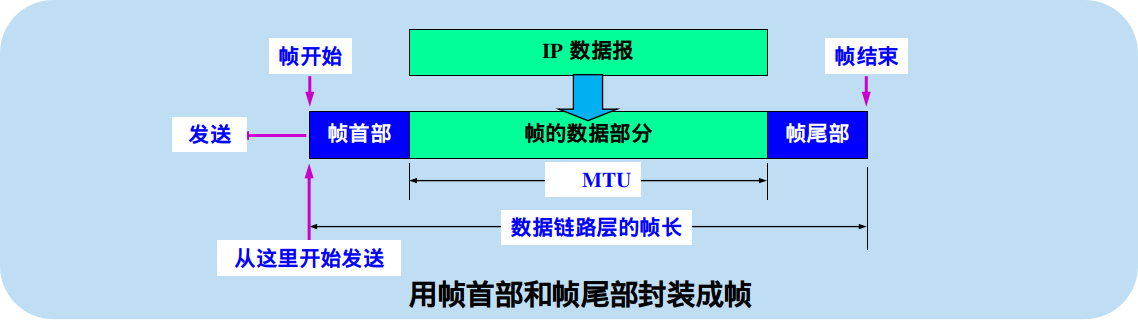 IP 数据报
帧开始
帧结束
发送
帧首部
帧的数据部分
帧尾部
MTU
数据链路层的帧长
从这里开始发送
用帧首部和帧尾部封装成帧